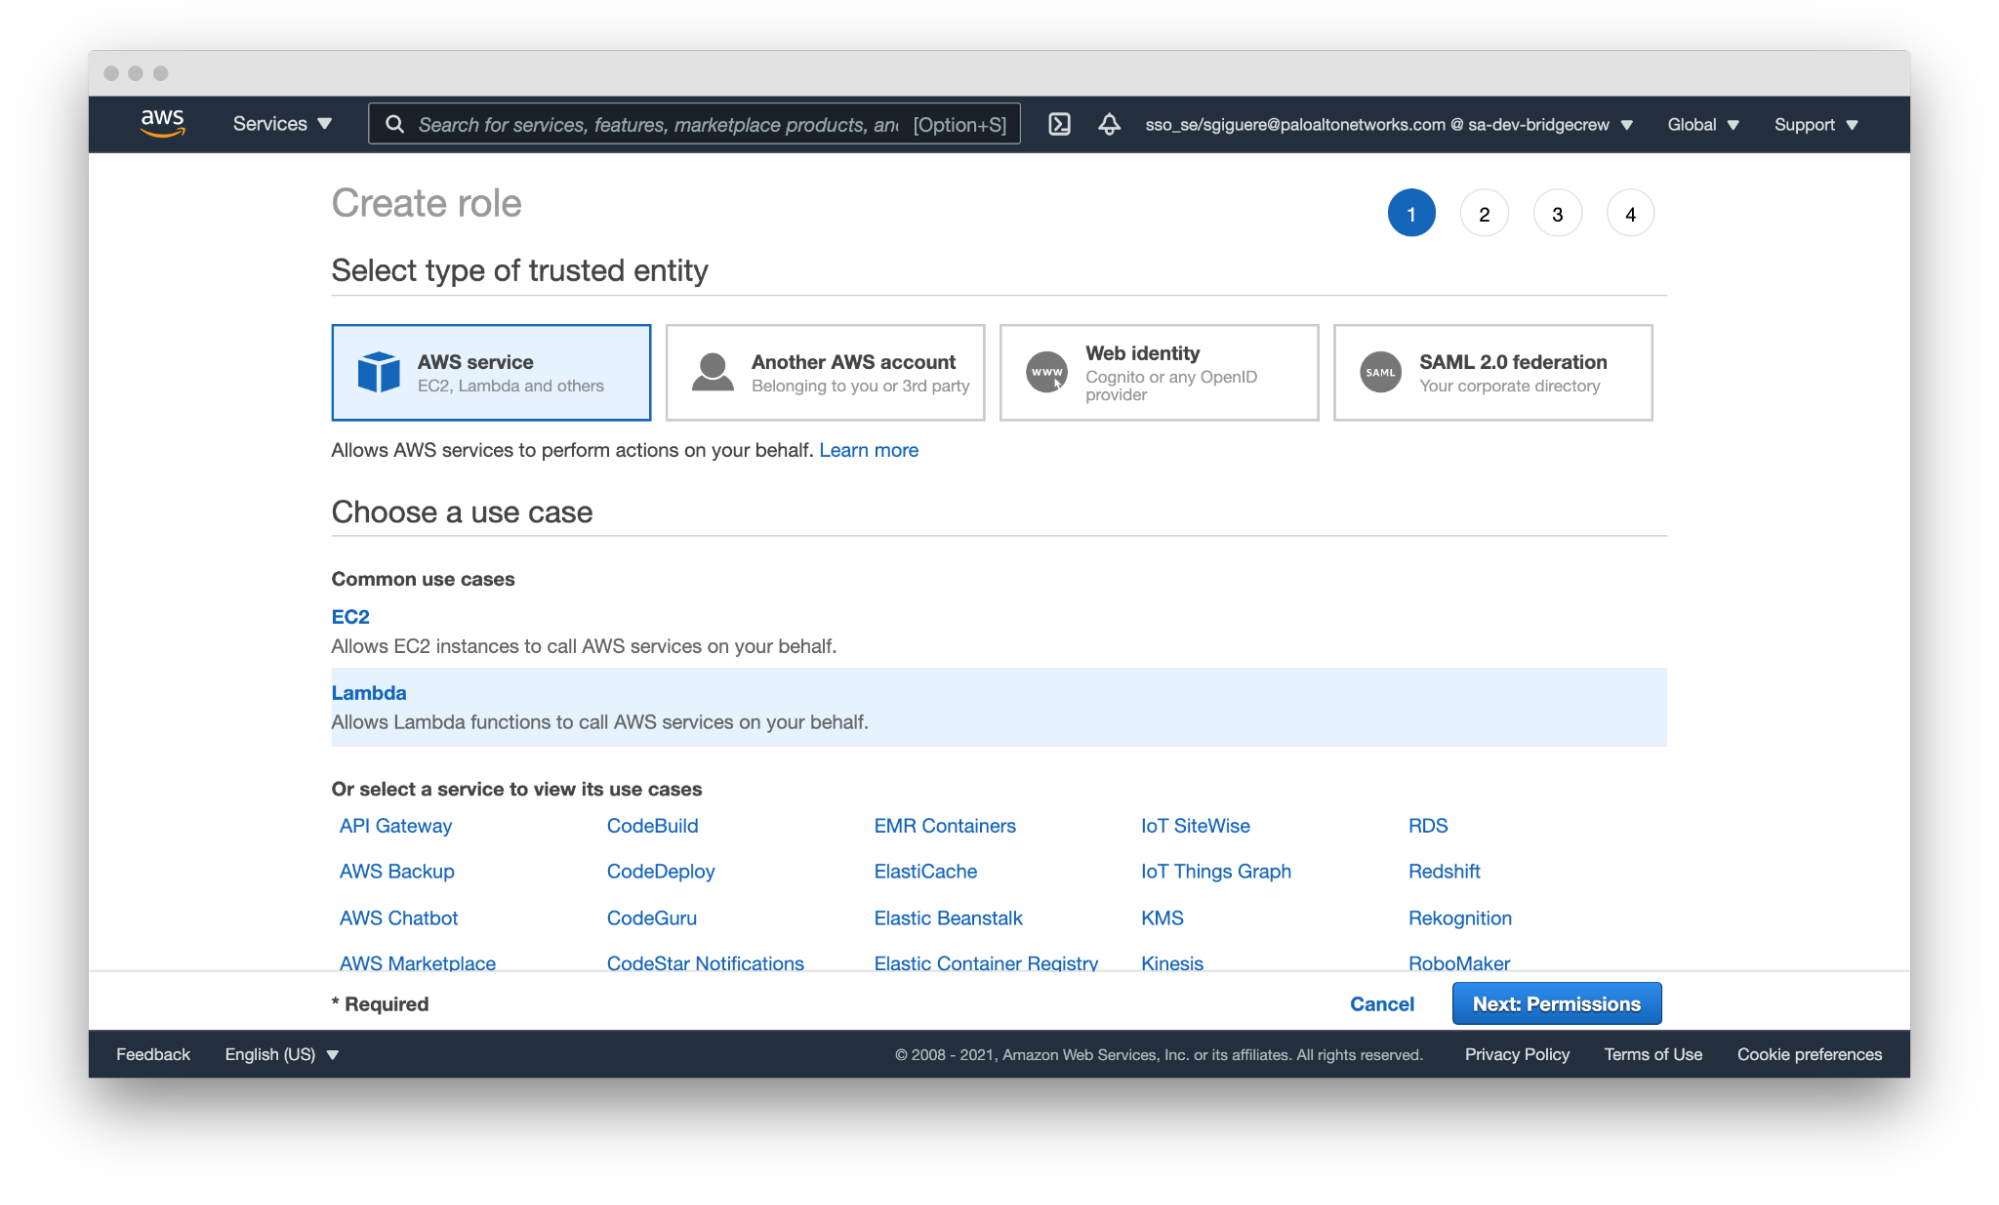 aws Services Search for services, features, marketplace products, and [Option+S] sso_se/sgiguere@paloaltonetworks.com @ sa-dev-bridgecrew Global Support
Create role
1 2 3 4
Select type of trusted entity
AWS service
EC2, Lambda and others
Another AWS account
Belonging to you or 3rd party
www
Web identity
Cognito or any OpenID
provider
SAML
SAML 2.0 federation
Your corporate directory
Allows AWS services to perform actions on your behalf. Learn more
Choose a use case
Common use cases
EC2
Allows EC2 instances to call AWS services on your behalf.
Lambda
Allows Lambda functions to call AWS services on your behalf.
Or select a service to view its use cases
API Gateway CodeBuild EMR Containers IoT SiteWise RDS
AWS Backup CodeDeploy ElastiCache IoT Things Graph Redshift
AWS Chatbot CodeGuru Elastic Beanstalk KMS Rekognition
AWS Marketplace CodeStar Notifications Elastic Container Registry Kinesis RoboMaker
* Required Cancel Next: Permissions
Feedback English (US) © 2008 - 2021, Amazon Web Services, Inc. or its affiliates. All rights reserved. Privacy Policy Terms of Use Cookie preferences